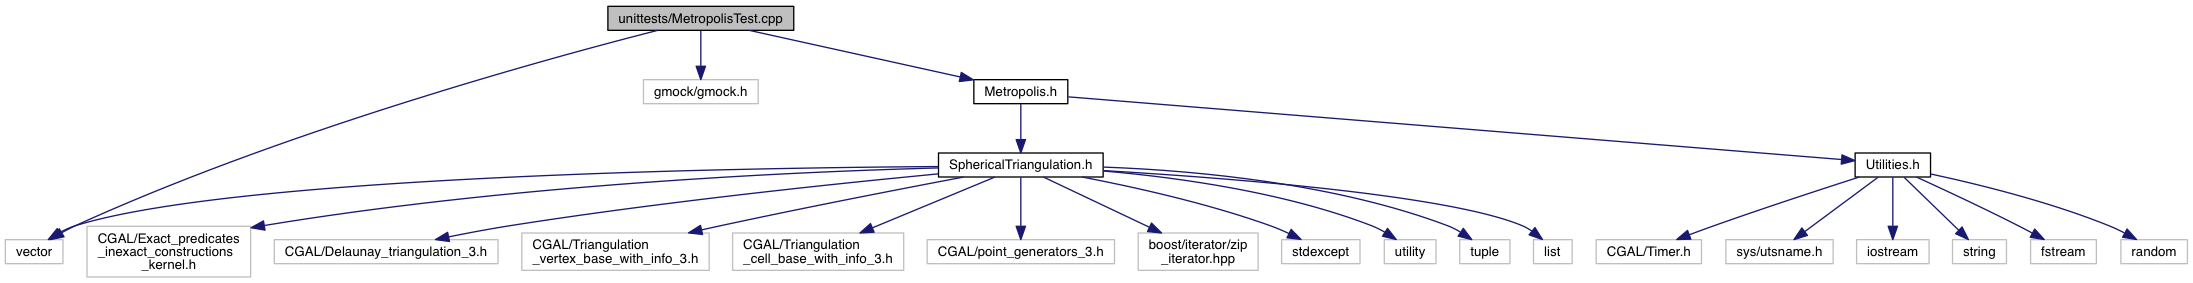 unittests/MetropolisTest.cpp
gmock/gmock.h
Metropolis.h
SphericalTriangulation.h
Utilities.h
vector
CGAL/Exact_predicates
_inexact_constructions
_kernel.h
CGAL/Delaunay_triangulation_3.h
CGAL/Triangulation
_vertex_base_with_info_3.h
CGAL/Triangulation
_cell_base_with_info_3.h
CGAL/point_generators_3.h
boost/iterator/zip
_iterator.hpp
stdexcept
utility
tuple
list
CGAL/Timer.h
sys/utsname.h
iostream
string
fstream
random